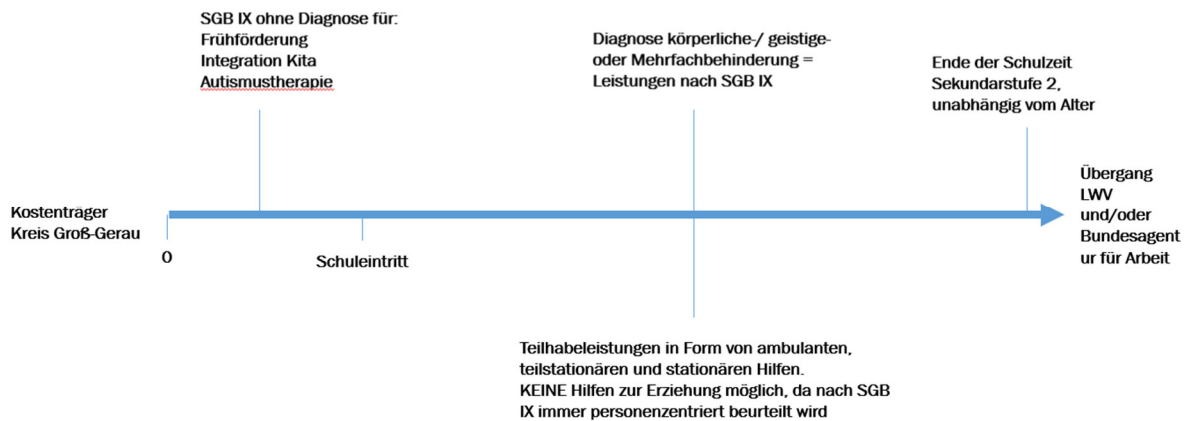 SGB IX ohne Diagnose für:
Frühförderung
Integration Kita
Autismustherapie
Diagnose körperliche-/ geistige-
oder Mehrfachbehinderung =
Leistungen nach SGB IX
Ende der Schulzeit
Sekundarstufe 2,
unabhängig vom Alter
Kostenträger
Kreis Groß-Gerau
0
Schuleintritt
Übergang
LWV
und/oder
Bundesagent
ur für Arbeit
Teilhabeleistungen in Form von ambulanten,
teilstationären und stationären Hilfen.
KEINE Hilfen zur Erziehung möglich, da nach SGB
IX immer personenzentriert beurteilt wird